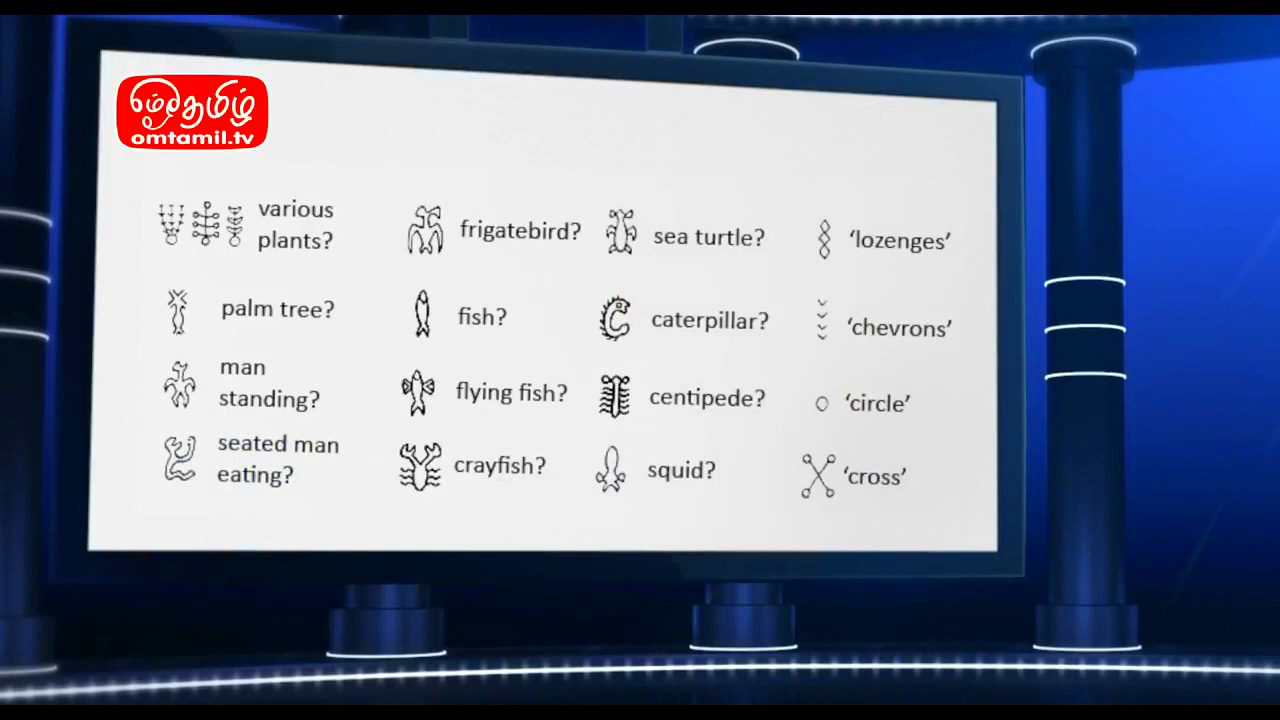 ஓம்தமிழ்
omtamil.tv
various
plants?
frigatebird?
sea turtle?
‘lozenges’
palm tree?
fish?
caterpillar?
‘chevrons’
man
standing?
flying fish?
centipede?
‘circle’
seated man
eating?
crayfish?
squid?
‘cross’